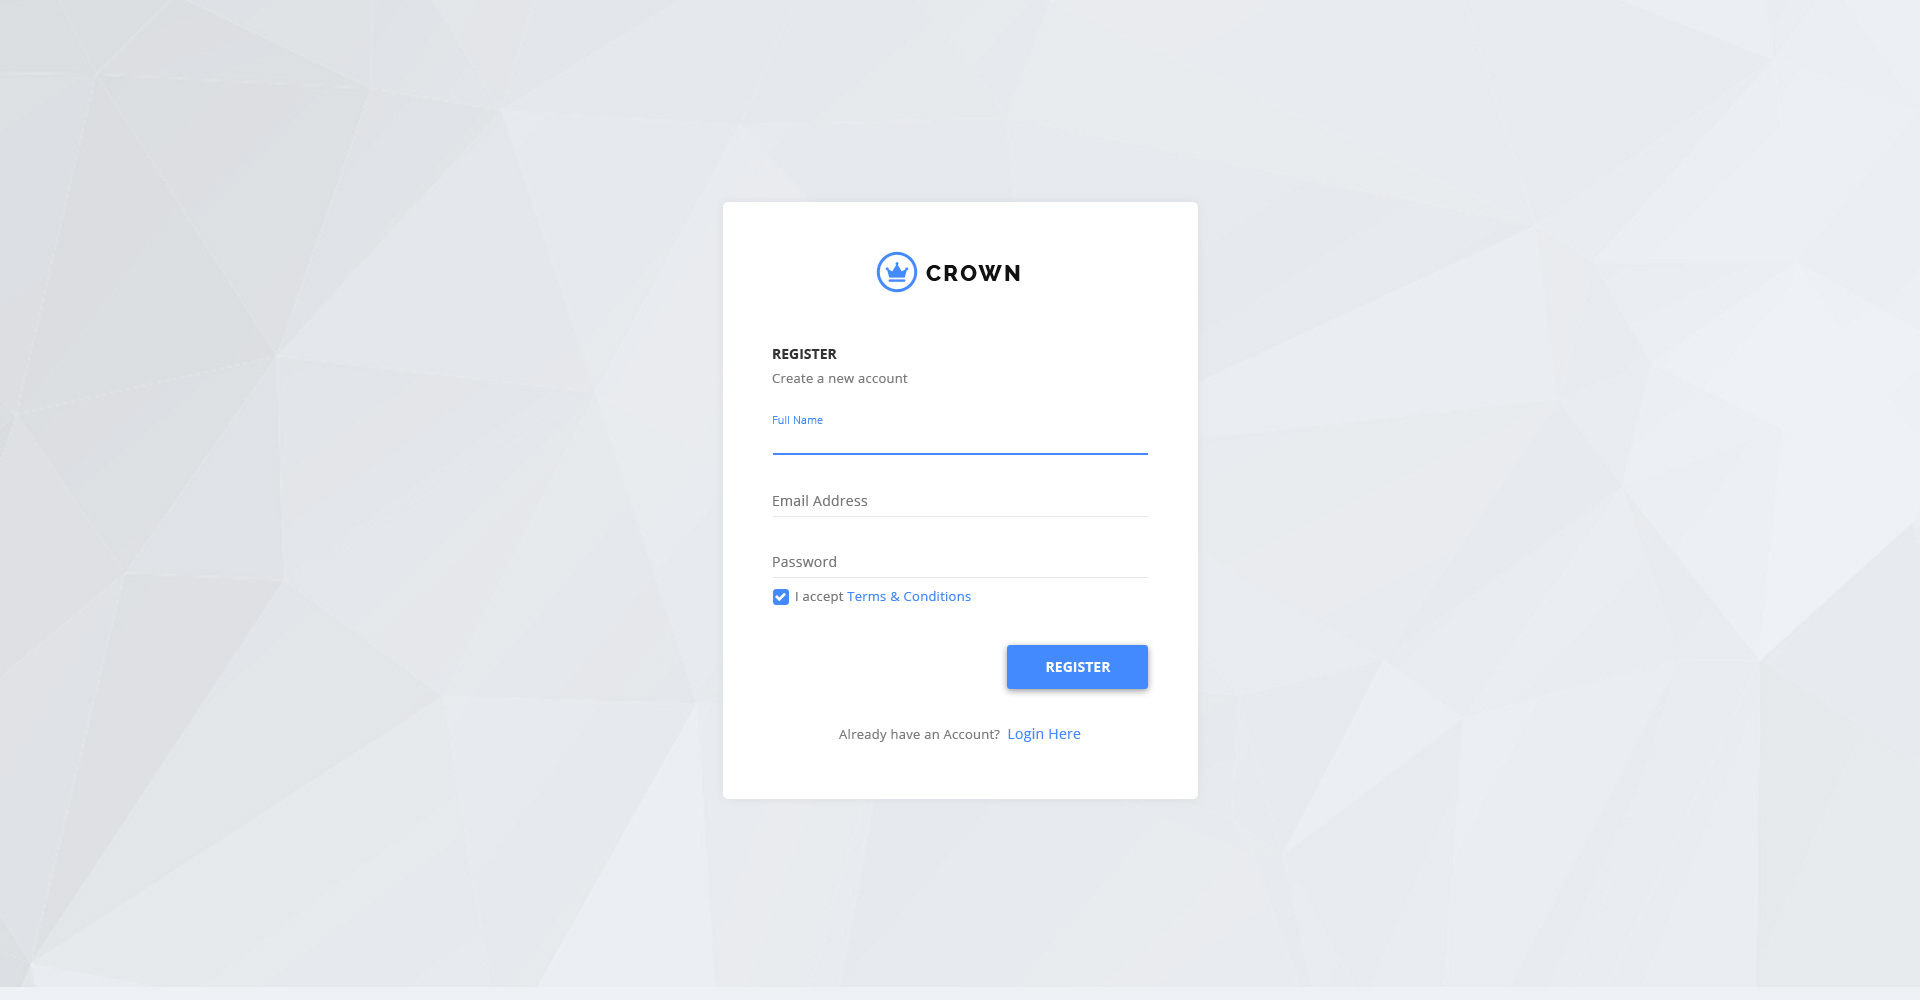 CROWN
REGISTER
Create a new account
Full Name
Email Address
Password
I accept Terms & Conditions
REGISTER
Already have an Account? Login Here